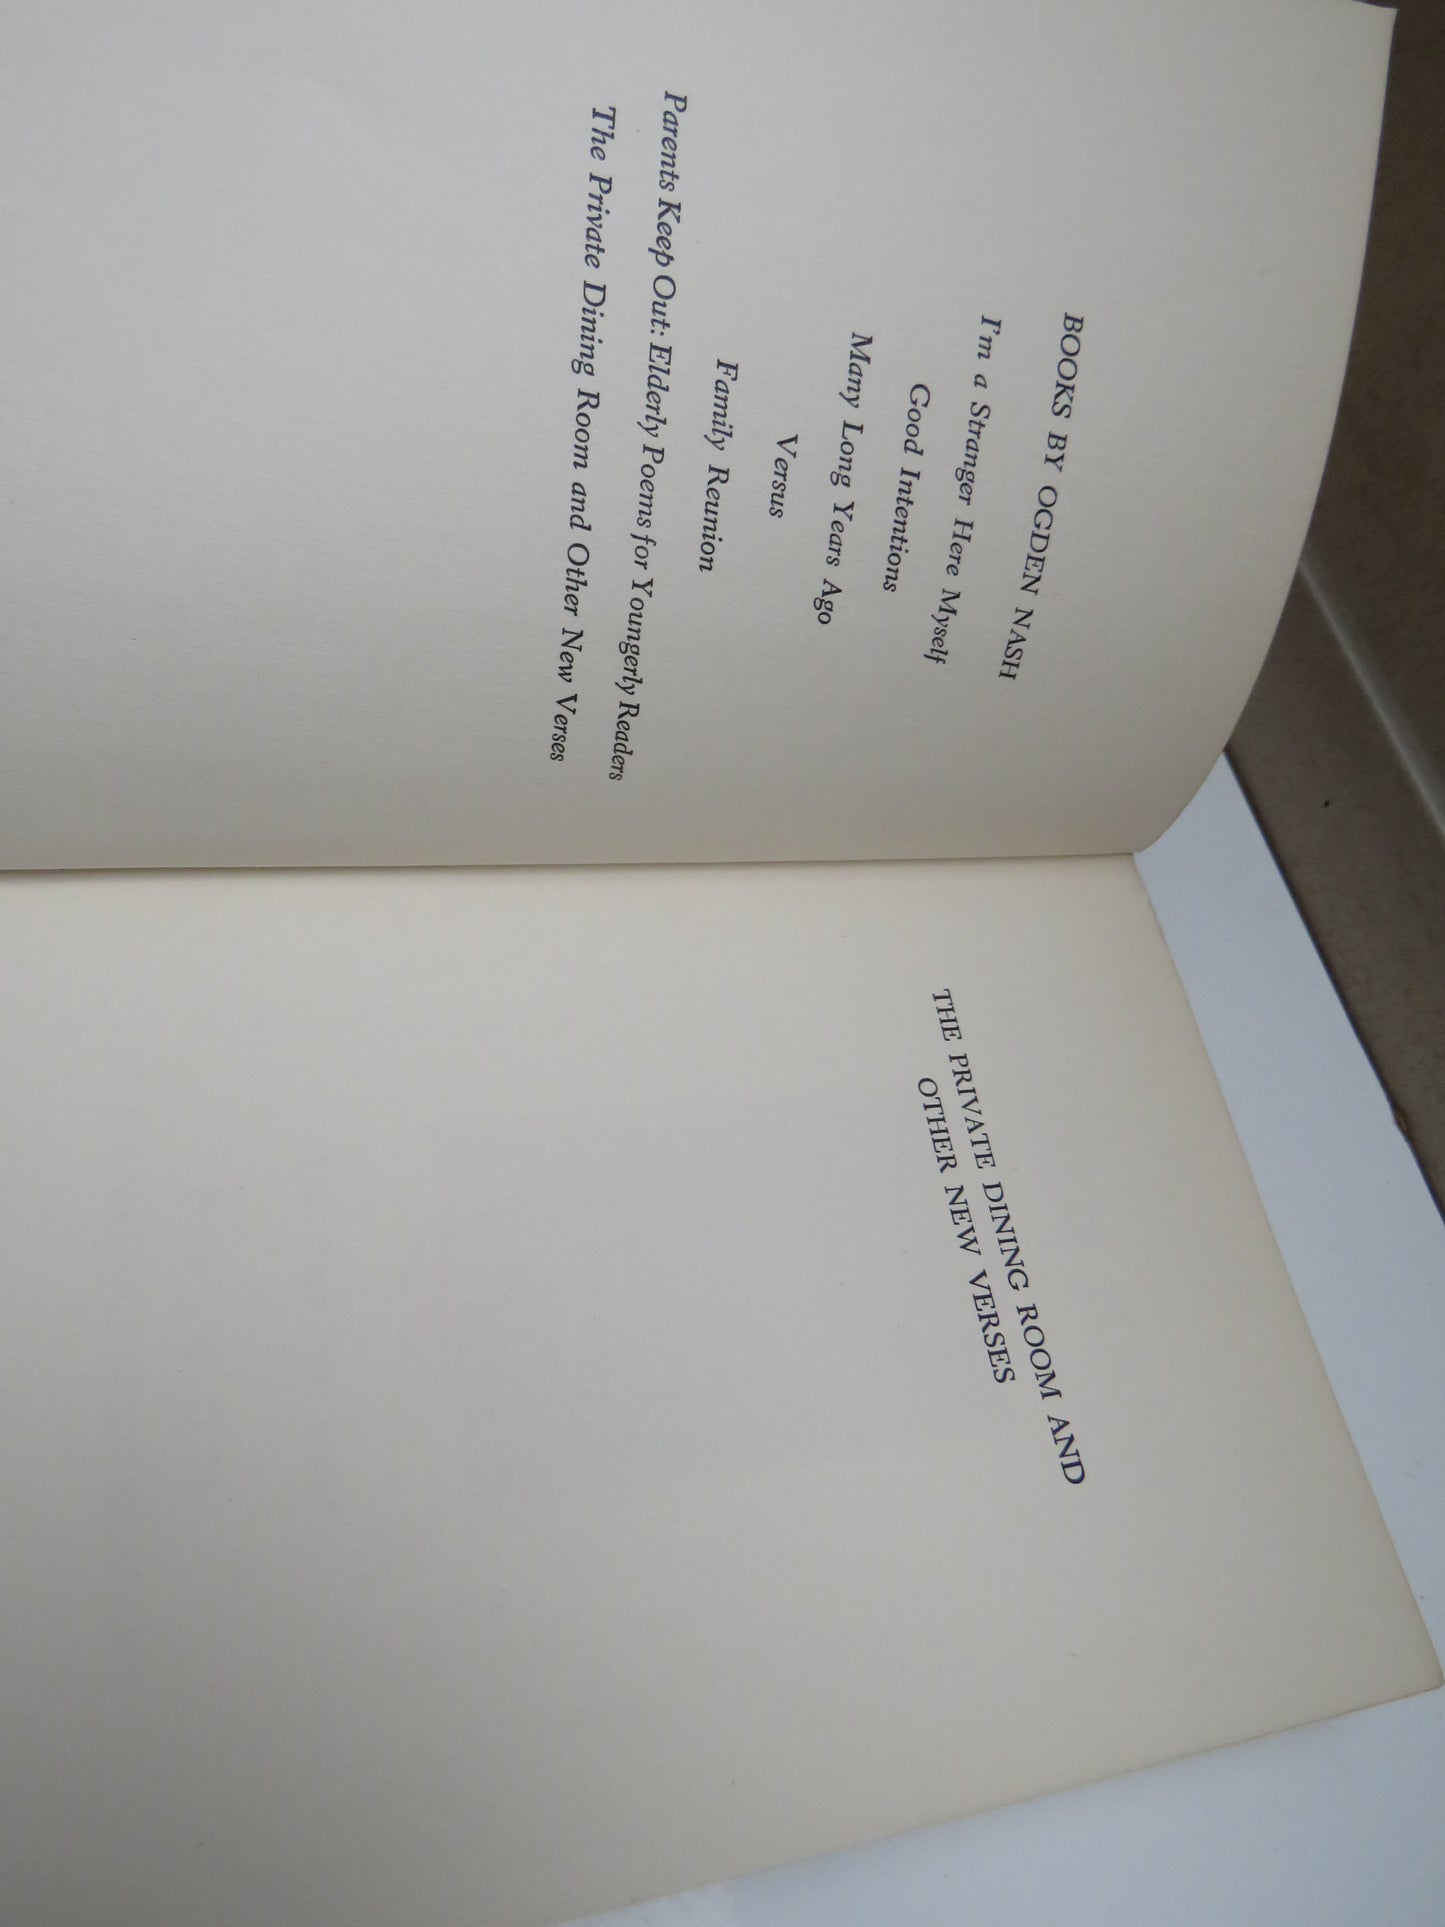 BOOKS BY OGDEN NASH
I'm a Stranger Here Myself
Good Intentions
Many Long Years Ago
Versus
Family Reunion
Parents Keep Out: Elderly Poems for Youngerly Readers
The Private Dining Room and Other New Verses
THE PRIVATE DINING ROOM AND
OTHER NEW VERSES